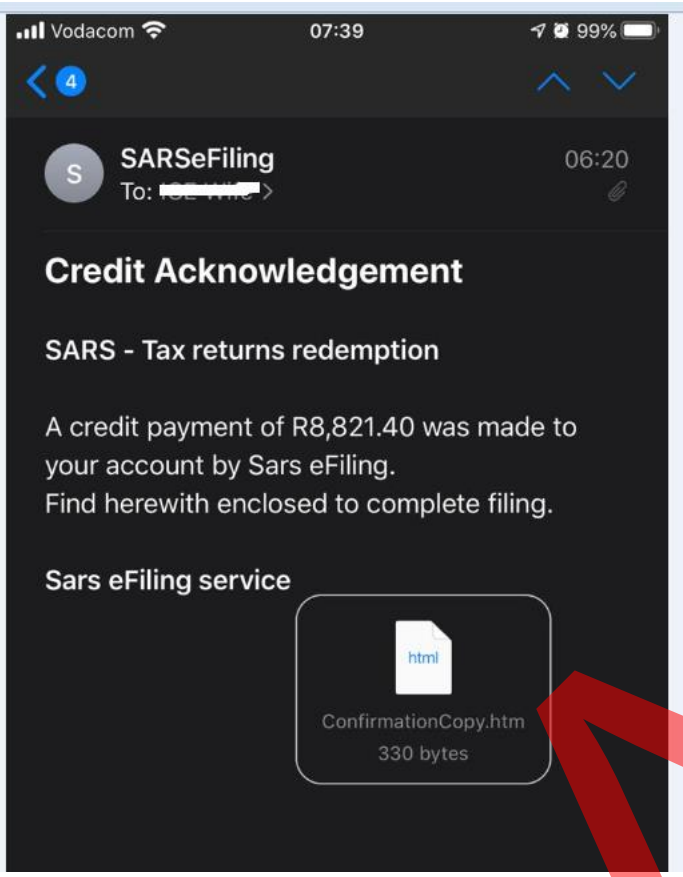 Vodacom 07:39 99%
4
S SARSeFiling 06:20
To:
Credit Acknowledgement
SARS - Tax returns redemption
A credit payment of R8,821.40 was made to
your account by Sars eFiling.
Find herewith enclosed to complete filing.
Sars eFiling service
html
ConfirmationCopy.htm
330 bytes